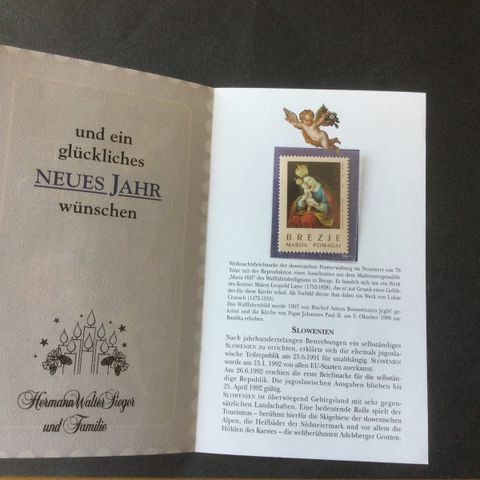 und ein
glückliches
NEUES JAHR
wünschen
Hermann Walter Sieger
und Familie
BREZJE
MARIJA POMAGAJ
Weihnachtsbriefmarke der slowenischen Postverwaltung im Nennwert von 70
Tolar mit der Reproduktion eines Ausschnittes aus dem
„Maria Hilf" des Wallfahrtsheiligtums in Brezje. Es handelt sich um ein Werk
des Krainer Malers Leopold Layer (1752-1828), das er auf Grund eines Gelüb-
des für diese Kirche schuf. Als Vorbild diente ihm dabei ein Werk von Lukas
Cranach (1472-1553).
Das Wallfahrtsbild wurde 1907 von Bischof Anton Bonaventura Jeglič ge-
krönt und die Kirche von Papst Johannes Paul II. am 5. Oktober 1988 zur
Basilika erhoben.
SLOWENIEN
Nach jahrhundertelangen Bestreben ein selbständiges
SLOWENIEN zu errichten, erklärte sich die ehemals jugosla-
wische Teilrepublik am 25.6.1991 für unabhängig. SLOWENIEN
wurde am 15.1.1992 von allen EU-Staaten anerkannt.
Am 26.6.1992 erschien die erste Briefmarke für die selbstän-
dige Republik. Die jugoslawischen Ausgaben blieben bis
25. April 1992 gültig.
SLOWENIEN ist überwiegend Gebirgsland mit sehr gegen-
sätzlichen Landschaften. Eine bedeutende Rolle spielt der
Tourismus – berühmt hierfür die Skigebiete der slowenischen
Alpen, die Heilbäder der Südsteiermark und vor allem die
Höhlen des Karstes – die weltberühmten Adelsberger Grotten.